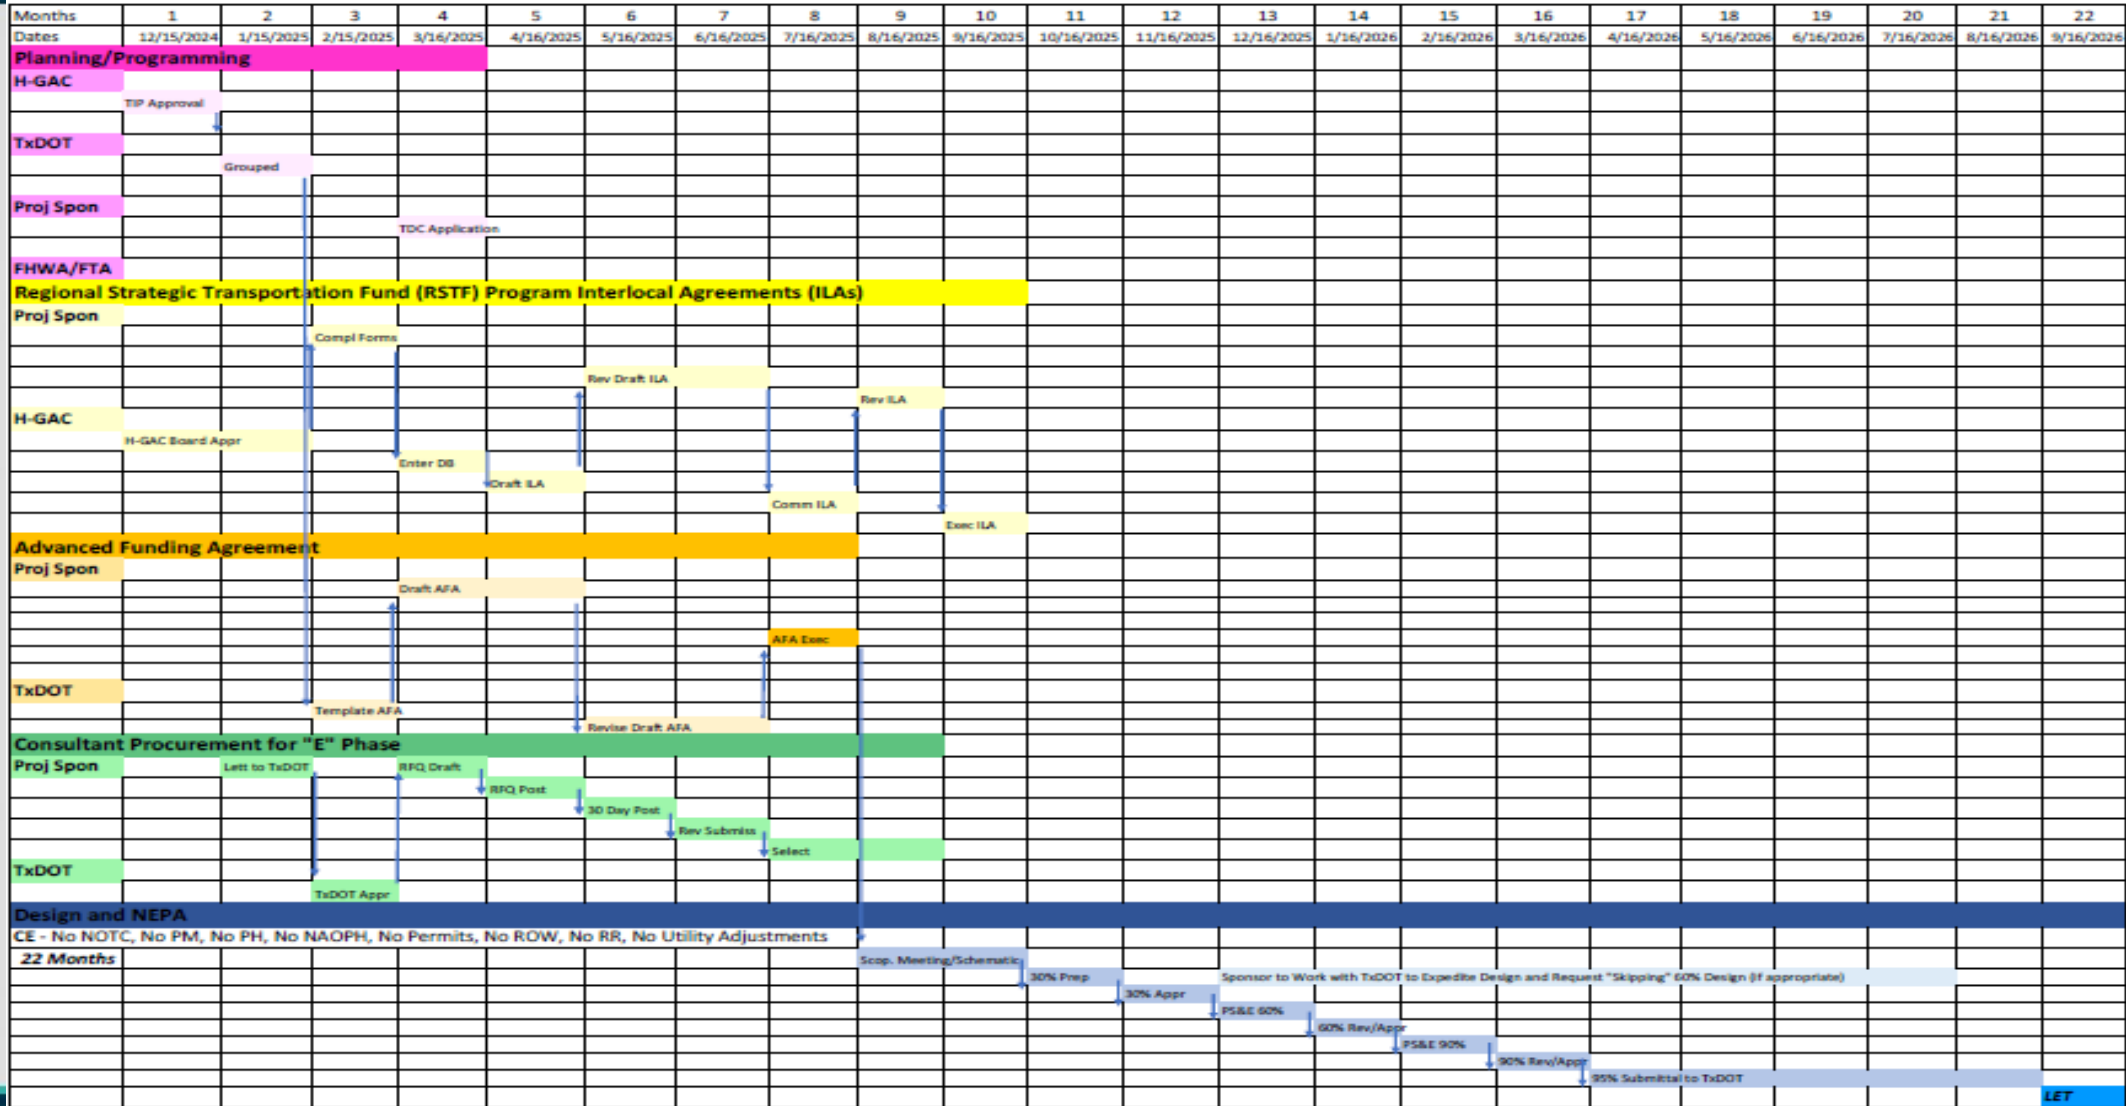 Months 1 2 3 4 5 6 7 8 9 10 11 12 13 14 15 16 17 18 19 20 21 22
Dates 12/15/2024 1/15/2025 2/15/2025 3/16/2025 4/16/2025 5/16/2025 6/16/2025 7/16/2025 8/16/2025 9/16/2025 10/16/2025 11/16/2025 12/16/2025 1/16/2026 2/16/2026 3/16/2026 4/16/2026 5/16/2026 6/16/2026 7/16/2026 8/16/2026 9/16/2026
Planning/Programming
H-GAC
TIP Approval
TxDOT
Grouped
Proj Spon
TDC Application
FHWA/FTA
Regional Strategic Transportation Fund (RSTF) Program Interlocal Agreements (ILAs)
Proj Spon
Compl Forms
Rev Draft ILA
Rev ILA
H-GAC
H-GAC Board Appr
Enter DB
Draft ILA
Comm ILA
Exec ILA
Advanced Funding Agreement
Proj Spon
Draft AFA
AFA Exec
TxDOT
Template AFA
Revise Draft AFA
Consultant Procurement for "E" Phase
Proj Spon Lett to TxDOT RFQ Draft
RFQ Post
30 Day Post
Rev Submiss
Select
TxDOT
TxDOT Appr
Design and NEPA
CE - No NOTC, No PM, No PH, No NAOPH, No Permits, No ROW, No RR, No Utility Adjustments
22 Months Scop. Meeting/Schematic
30% Prep Sponsor to Work with TxDOT to Expedite Design and Request "Skipping" 60% Design (if appropriate)
30% Appr
PS&E 60%
60% Rev/Appr
PS&E 90%
90% Rev/Appr
95% Submittal to TxDOT
LET